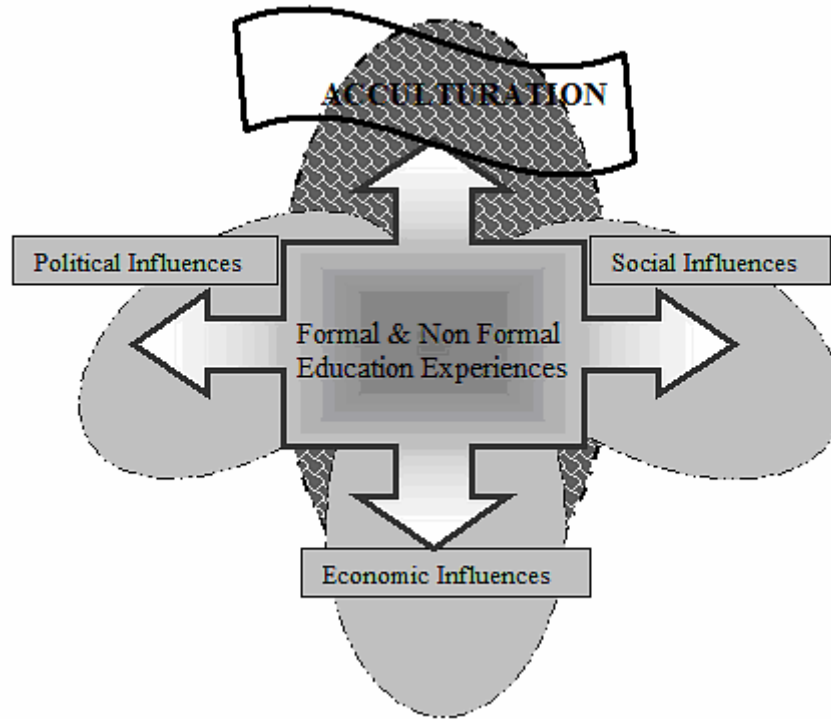 ACCULTURATION
Political Influences
Social Influences
Formal & Non Formal
Education Experiences
Economic Influences